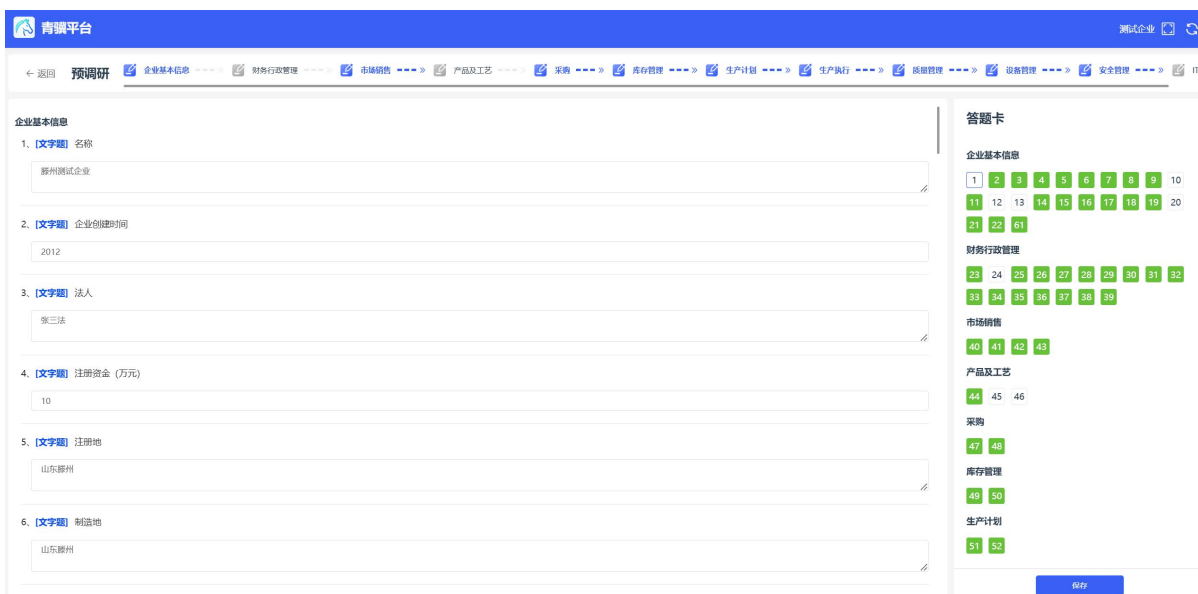 青骥平台
测试企业
返回 预调研 企业基本信息 财务行政管理 市场销售 产品及工艺 采购 库存管理 生产计划 生产执行 质量管理 设备管理 安全管理 IT
企业基本信息
1、[文字题] 名称
滕州测试企业
2、[文字题] 企业创建时间
2012
3、[文字题] 法人
张三法
4、[文字题] 注册资金 (万元)
10
5、[文字题] 注册地
山东滕州
6、[文字题] 制造地
山东滕州
答题卡
企业基本信息
1 2 3 4 5 6 7 8 9 10
11 12 13 14 15 16 17 18 19 20
21 22 61
财务行政管理
23 24 25 26 27 28 29 30 31 32
33 34 35 36 37 38 39
市场销售
40 41 42 43
产品及工艺
44 45 46
采购
47 48
库存管理
49 50
生产计划
51 52
保存